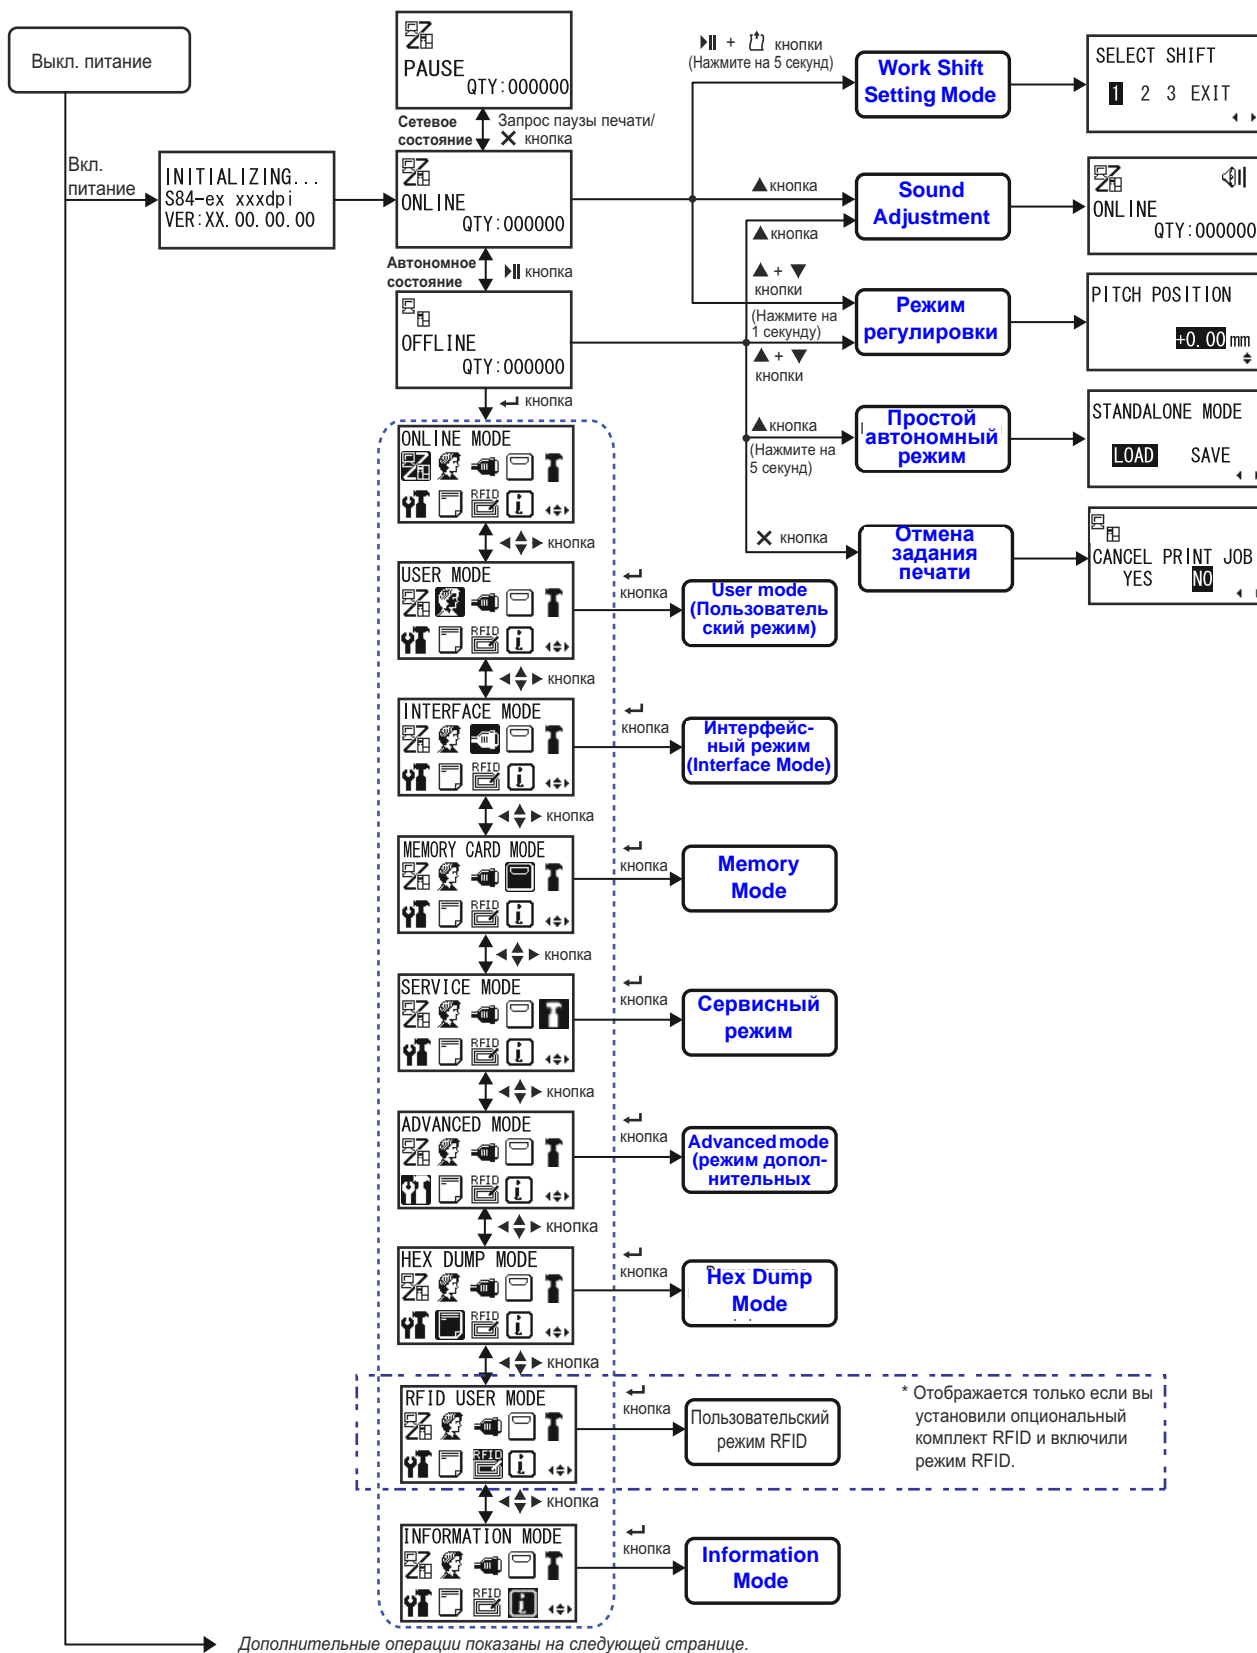 Выкл. питание
PAUSE
QTY:000000
Сетевое
состояние
Запрос паузы печати/
кнопка
Вкл.
питание
INITIALIZING...
S84-ex xxxdpi
VER:XX.00.00.00
ONLINE
QTY:000000
Автономное
состояние
кнопка
OFFLINE
QTY:000000
кнопка
+ кнопки
(Нажмите на 5 секунд)
Work Shift
Setting Mode
SELECT SHIFT
1 2 3 EXIT
кнопка
кнопка
Sound
Adjustment
ONLINE
QTY:000000
+
кнопки
(Нажмите на
1 секунду)
+
кнопки
Режим
регулировки
PITCH POSITION
+0.00 mm
кнопка
(Нажмите на
5 секунд)
Простой
автономный
режим
STANDALONE MODE
LOAD SAVE
кнопка
Отмена
задания
печати
CANCEL PRINT JOB
YES NO
ONLINE MODE
RFID
кнопка
USER MODE
RFID
кнопка
User mode
(Пользователь
ский режим)
кнопка
INTERFACE MODE
RFID
кнопка
Интерфейс-
ный режим
(Interface Mode)
кнопка
MEMORY CARD MODE
RFID
кнопка
Memory
Mode
кнопка
SERVICE MODE
RFID
кнопка
Сервисный
режим
кнопка
ADVANCED MODE
RFID
кнопка
Advanced mode
(режим допол-
нительных
кнопка
HEX DUMP MODE
RFID
кнопка
Hex Dump
Mode
кнопка
RFID USER MODE
RFID
кнопка
Пользовательский
режим RFID
* Отображается только если вы
установили опциональный
комплект RFID и включили
режим RFID.
кнопка
INFORMATION MODE
RFID
кнопка
Information
Mode
Дополнительные операции показаны на следующей странице.